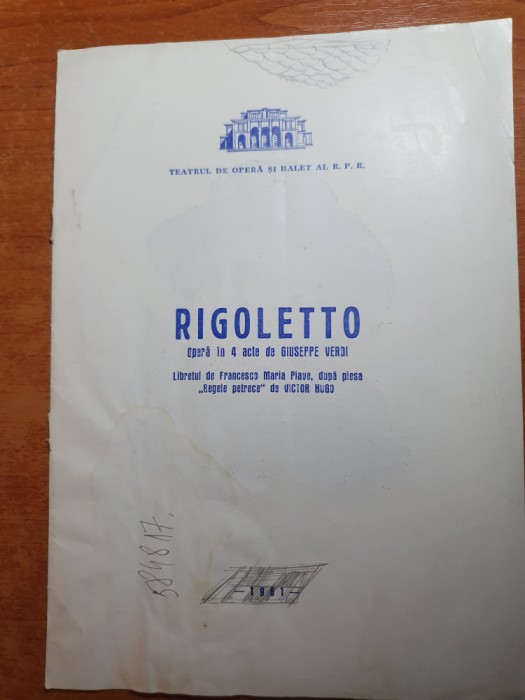 TEATRUL DE OPERĂ ȘI BALET AL R. P. R.
RIGOLETTO
Operă în 4 acte de GIUSEPPE VERDI
Libretul de Francesco Maria Piave, după piesa
„Regele petrece“ de VICTOR HUGO
584817.
—1961—